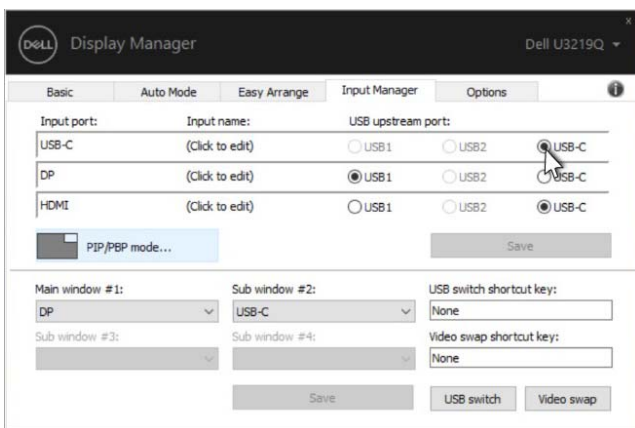 DELL Display Manager Dell U3219Q
x
Basic Auto Mode Easy Arrange Input Manager Options i
Input port: Input name: USB upstream port:
USB-C (Click to edit) USB1 USB2 USB-C
DP (Click to edit) USB1 USB2 USB-C
HDMI (Click to edit) USB1 USB2 USB-C
PIP/PBP mode... Save
Main window #1: Sub window #2: USB switch shortcut key:
DP USB-C None
Sub window #3: Sub window #4: Video swap shortcut key:
None
Save USB switch Video swap